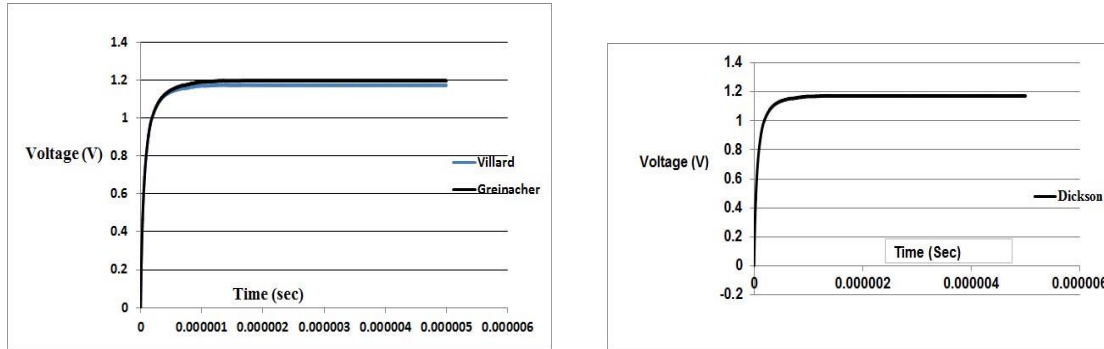 1.4
1.2
1
0.8
0.6
0.4
0.2
0
Voltage (V)
Villard
Greinacher
Time (sec)
0 0.000001 0.000002 0.000003 0.000004 0.000005 0.000006
1.4
1.2
1
0.8
0.6
0.4
0.2
0
-0.2
Voltage (V)
Dickson
Time (Sec)
0 0.000002 0.000004 0.000006